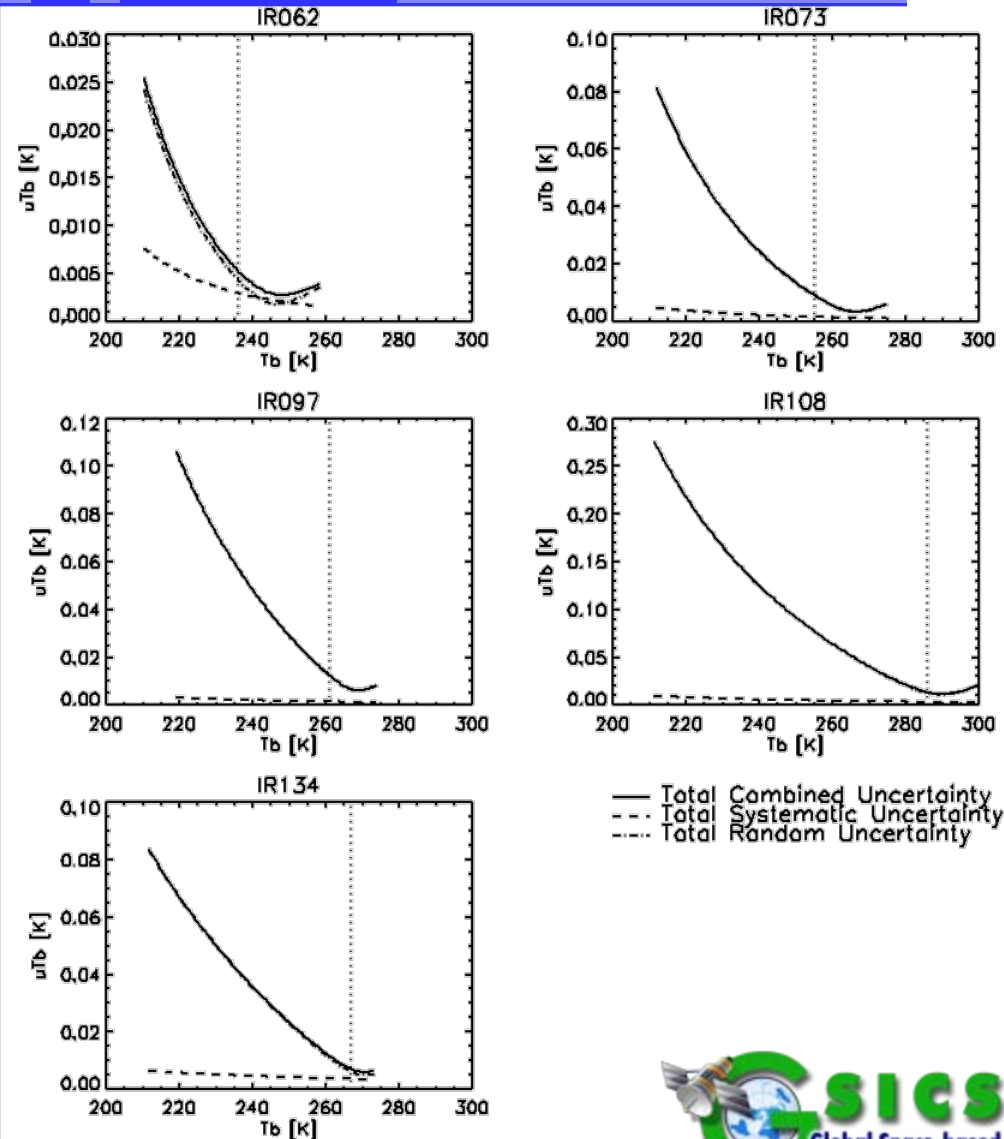 IR062
0.030
0.025
0.020
0.015
0.010
0.005
0.000
uTb [K]
200 220 240 260 280 300
Tb [K]
IR073
0.10
0.08
0.06
0.04
0.02
0.00
uTb [K]
200 220 240 260 280 300
Tb [K]
IR097
0.12
0.10
0.08
0.06
0.04
0.02
0.00
uTb [K]
200 220 240 260 280 300
Tb [K]
IR108
0.30
0.25
0.20
0.15
0.10
0.05
0.00
uTb [K]
200 220 240 260 280 300
Tb [K]
IR134
0.10
0.08
0.06
0.04
0.02
0.00
uTb [K]
200 220 240 260 280 300
Tb [K]
Total Combined Uncertainty
Total Systematic Uncertainty
Total Random Uncertainty
GSICS
Global Space-based